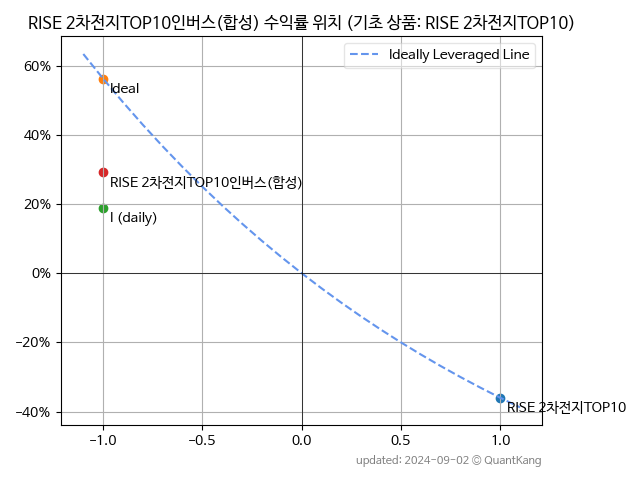 RISE 2차전지TOP10인버스(합성) 수익률 위치 (기초 상품: RISE 2차전지TOP10)
Ideally Leveraged Line
60%
Ideal
40%
RISE 2차전지TOP10인버스(합성)
20%
I (daily)
0%
-20%
RISE 2차전지TOP10
-40%
-1.0 -0.5 0.0 0.5 1.0
updated: 2024-09-02 © QuantKang